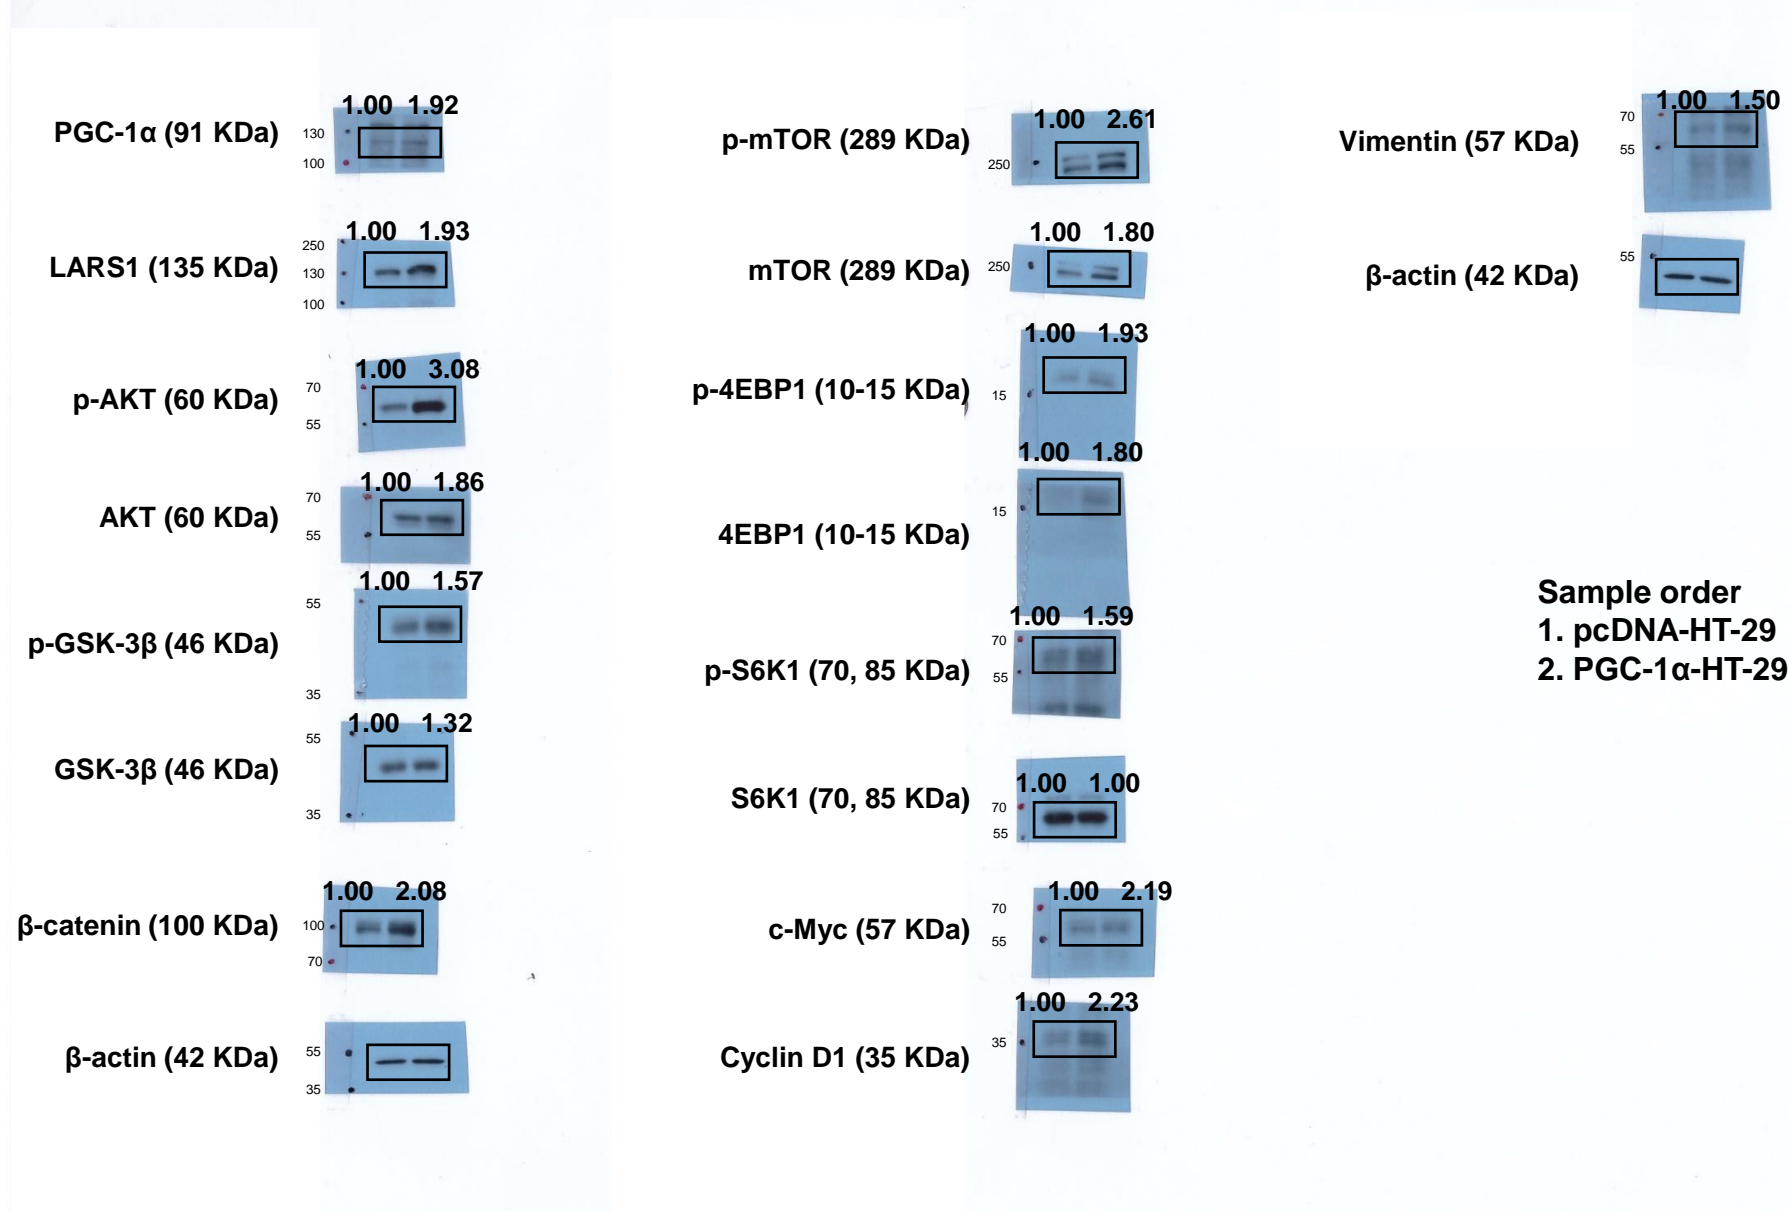 1.00 1.92
PGC-1α (91 KDa)
130
100
1.00 1.93
LARS1 (135 KDa)
250
130
100
1.00 3.08
p-AKT (60 KDa)
70
55
1.00 1.86
AKT (60 KDa)
70
55
1.00 1.57
p-GSK-3β (46 KDa)
55
35
1.00 1.32
GSK-3β (46 KDa)
55
35
1.00 2.08
β-catenin (100 KDa)
100
70
β-actin (42 KDa)
55
35
1.00 2.61
p-mTOR (289 KDa)
250
1.00 1.80
mTOR (289 KDa)
250
1.00 1.93
p-4EBP1 (10-15 KDa)
15
1.00 1.80
4EBP1 (10-15 KDa)
15
1.00 1.59
p-S6K1 (70, 85 KDa)
70
55
1.00 1.00
S6K1 (70, 85 KDa)
70
55
1.00 2.19
c-Myc (57 KDa)
70
55
1.00 2.23
Cyclin D1 (35 KDa)
35
1.00 1.50
Vimentin (57 KDa)
70
55
β-actin (42 KDa)
55
Sample order
1. pcDNA-HT-29
2. PGC-1α-HT-29